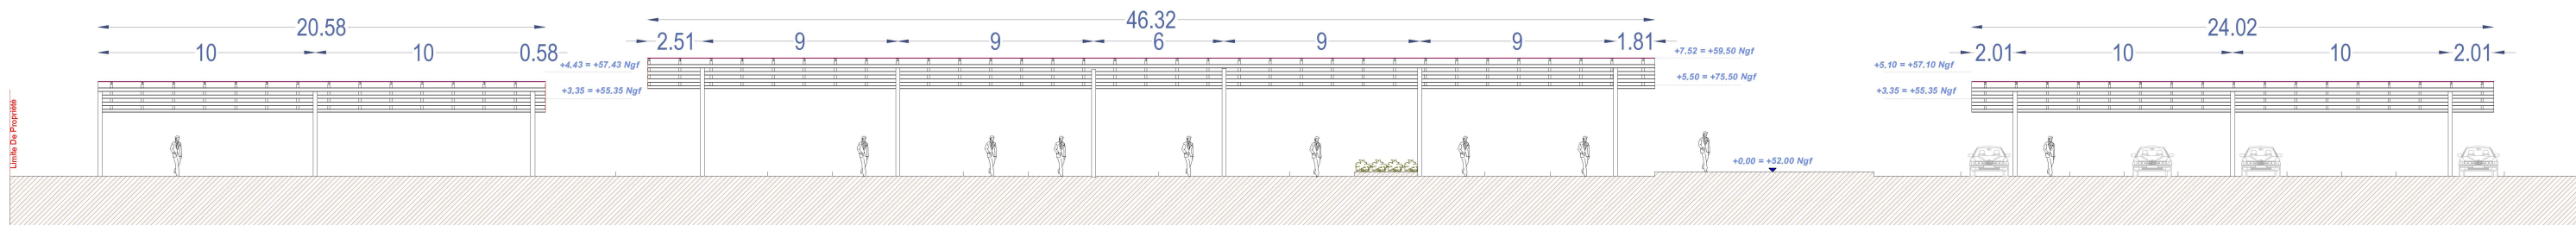 20.58
10 10 0.58
46.32
2.51 9 9 6 9 9 1.81
24.02
2.01 10 10 2.01
+4,43 = +57,43 Ngf
+3.35 = +55,35 Ngf
+7,52 = +59,50 Ngf
+5,50 = +75,50 Ngf
+5,10 = +57,10 Ngf
+3.35 = +55,35 Ngf
+0,00 = +52.00 Ngf
Limite De Propriété